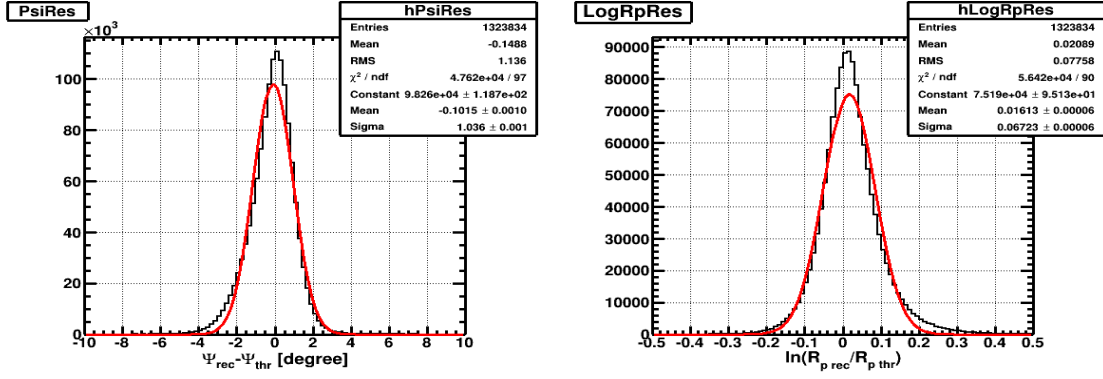 PsiRes
×10³
hPsiRes
Entries 1323834
Mean -0.1488
RMS 1.136
χ² / ndf 4.762e+04 / 97
Constant 9.826e+04 ± 1.187e+02
Mean -0.1015 ± 0.0010
Sigma 1.036 ± 0.001
100
80
60
40
20
0
-10 -8 -6 -4 -2 0 2 4 6 8 10
Ψrec-Ψthr [degree]
LogRpRes
hLogRpRes
Entries 1323834
Mean 0.02089
RMS 0.07758
χ² / ndf 5.642e+04 / 90
Constant 7.519e+04 ± 9.513e+01
Mean 0.01613 ± 0.00006
Sigma 0.06723 ± 0.00006
90000
80000
70000
60000
50000
40000
30000
20000
10000
0
-0.5 -0.4 -0.3 -0.2 -0.1 0 0.1 0.2 0.3 0.4 0.5
ln(Rp rec/Rp thr)